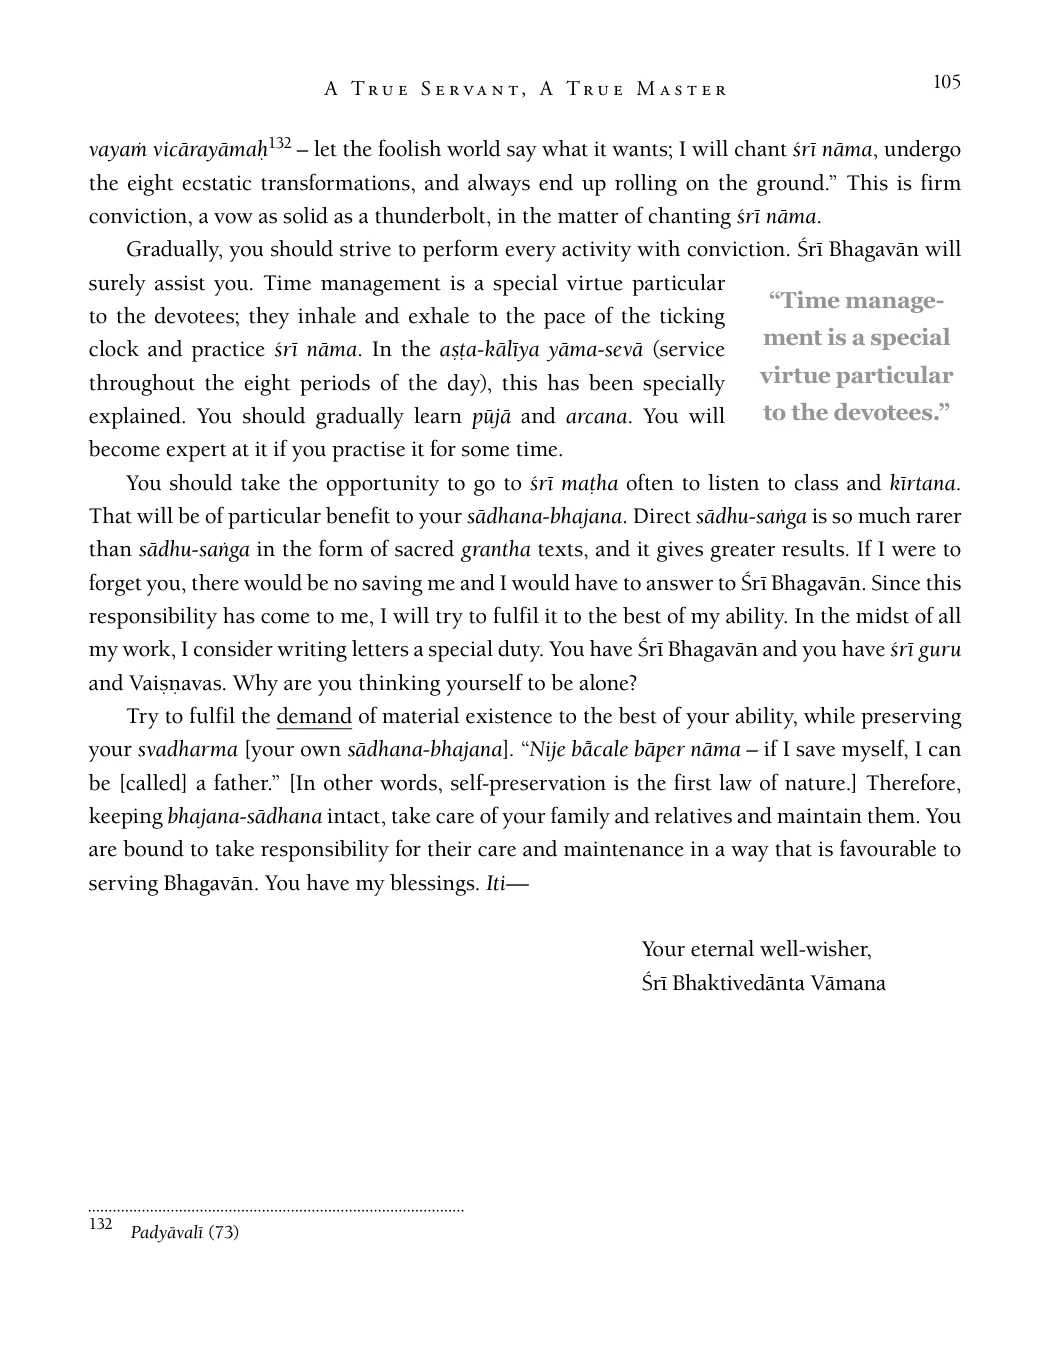 A True Servant, A True Master
105
vayaṁ vicārayāmaḥ132 – let the foolish world say what it wants; I will chant śrī nāma, undergo
the eight ecstatic transformations, and always end up rolling on the ground.” This is firm
conviction, a vow as solid as a thunderbolt, in the matter of chanting śrī nāma.
Gradually, you should strive to perform every activity with conviction. Śrī Bhagavān will
surely assist you. Time management is a special virtue particular
to the devotees; they inhale and exhale to the pace of the ticking
clock and practice śrī nāma. In the aṣṭa-kālīya yāma-sevā (service
throughout the eight periods of the day), this has been specially
explained. You should gradually learn pūjā and arcana. You will
become expert at it if you practise it for some time.
“Time manage-
ment is a special
virtue particular
to the devotees.”
You should take the opportunity to go to śrī maṭha often to listen to class and kīrtana.
That will be of particular benefit to your sādhana-bhajana. Direct sādhu-saṅga is so much rarer
than sādhu-saṅga in the form of sacred grantha texts, and it gives greater results. If I were to
forget you, there would be no saving me and I would have to answer to Śrī Bhagavān. Since this
responsibility has come to me, I will try to fulfil it to the best of my ability. In the midst of all
my work, I consider writing letters a special duty. You have Śrī Bhagavān and you have śrī guru
and Vaiṣṇavas. Why are you thinking yourself to be alone?
Try to fulfil the demand of material existence to the best of your ability, while preserving
your svadharma [your own sādhana-bhajana]. “Nije bā̐cale bāper nāma – if I save myself, I can
be [called] a father.” [In other words, self-preservation is the first law of nature.] Therefore,
keeping bhajana-sādhana intact, take care of your family and relatives and maintain them. You
are bound to take responsibility for their care and maintenance in a way that is favourable to
serving Bhagavān. You have my blessings. Iti—
Your eternal well-wisher,
Śrī Bhaktivedānta Vāmana
132 Padyāvalī (73)